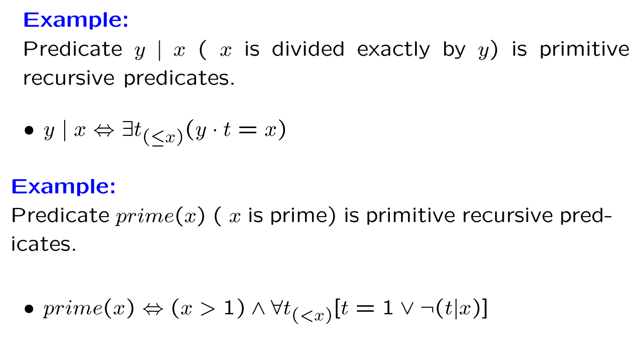 Example:
Predicate y | x ( x is divided exactly by y) is primitive
recursive predicates.
• y | x ⇔ ∃t(≤x)(y · t = x)
Example:
Predicate prime(x) ( x is prime) is primitive recursive pred-
icates.
• prime(x) ⇔ (x > 1) ∧ ∀t(<x)[t = 1 ∨ ¬(t|x)]